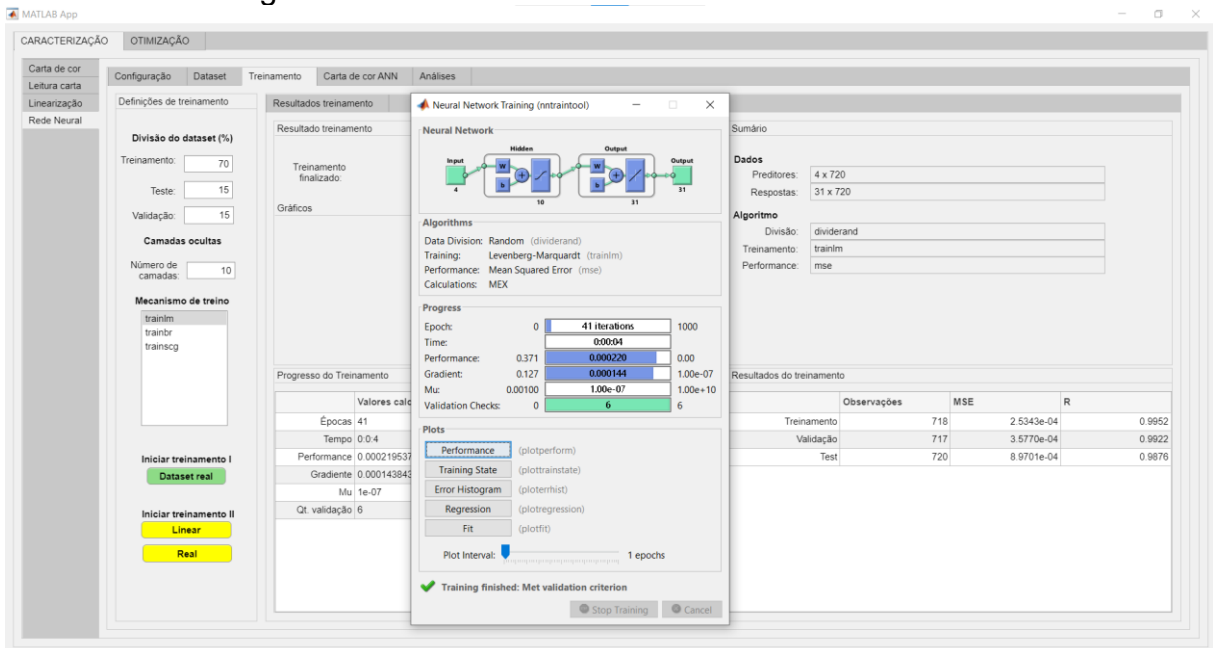 MATLAB App
CARACTERIZAÇÃO OTIMIZAÇÃO
Carta de cor
Leitura carta
Linearização
Rede Neural
Configuração Dataset Treinamento Carta de cor ANN Análises
Definições de treinamento
Divisão do dataset (%)
Treinamento: 70
Teste: 15
Validação: 15
Camadas ocultas
Número de
camadas: 10
Mecanismo de treino
trainlm
trainbr
trainscg
Iniciar treinamento I
Dataset real
Iniciar treinamento II
Linear
Real
Resultados treinamento
Resultado treinamento
Treinamento
finalizado:
Gráficos
Progresso do Treinamento
Valores calc
Épocas 41
Tempo 0:0:4
Performance 0.000219537
Gradiente 0.000143843
Mu 1e-07
Qt. validação 6
Neural Network Training (nntraintool)
Neural Network
Hidden Output
Input Output
W W
b b
4 31
10 31
Algorithms
Data Division: Random (dividerand)
Training: Levenberg-Marquardt (trainlm)
Performance: Mean Squared Error (mse)
Calculations: MEX
Progress
Epoch: 0 41 iterations 1000
Time: 0:00:04
Performance: 0.371 0.000220 0.00
Gradient: 0.127 0.000144 1.00e-07
Mu: 0.00100 1.00e-07 1.00e+10
Validation Checks: 0 6 6
Plots
Performance (plotperform)
Training State (plottrainstate)
Error Histogram (ploterrhist)
Regression (plotregression)
Fit (plotfit)
Plot Interval: 1 epochs
Training finished: Met validation criterion
Stop Training Cancel
Sumário
Dados
Preditores: 4 x 720
Respostas: 31 x 720
Algoritmo
Divisão: dividerand
Treinamento: trainlm
Performance: mse
Resultados do treinamento
Observações MSE R
Treinamento 718 2.5343e-04 0.9952
Validação 717 3.5770e-04 0.9922
Test 720 8.9701e-04 0.9876